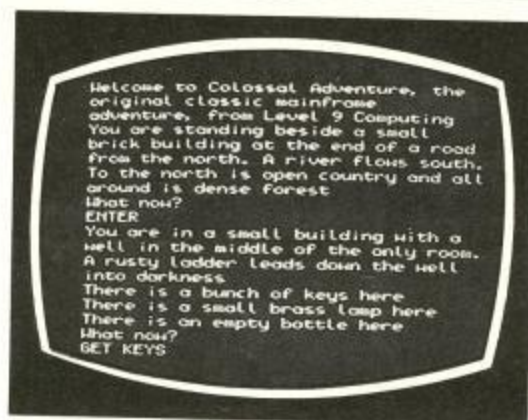 Welcome to Colossal Adventure, the
original classic mainframe
adventure, from Level 9 Computing
You are standing beside a small
brick building at the end of a road
from the north. A river flows south.
To the north is open country and all
around is dense forest
What now?
ENTER
You are in a small building with a
well in the middle of the only room.
A rusty ladder leads down the well
into darkness
There is a bunch of keys here
There is a small brass lamp here
There is an empty bottle here
What now?
GET KEYS